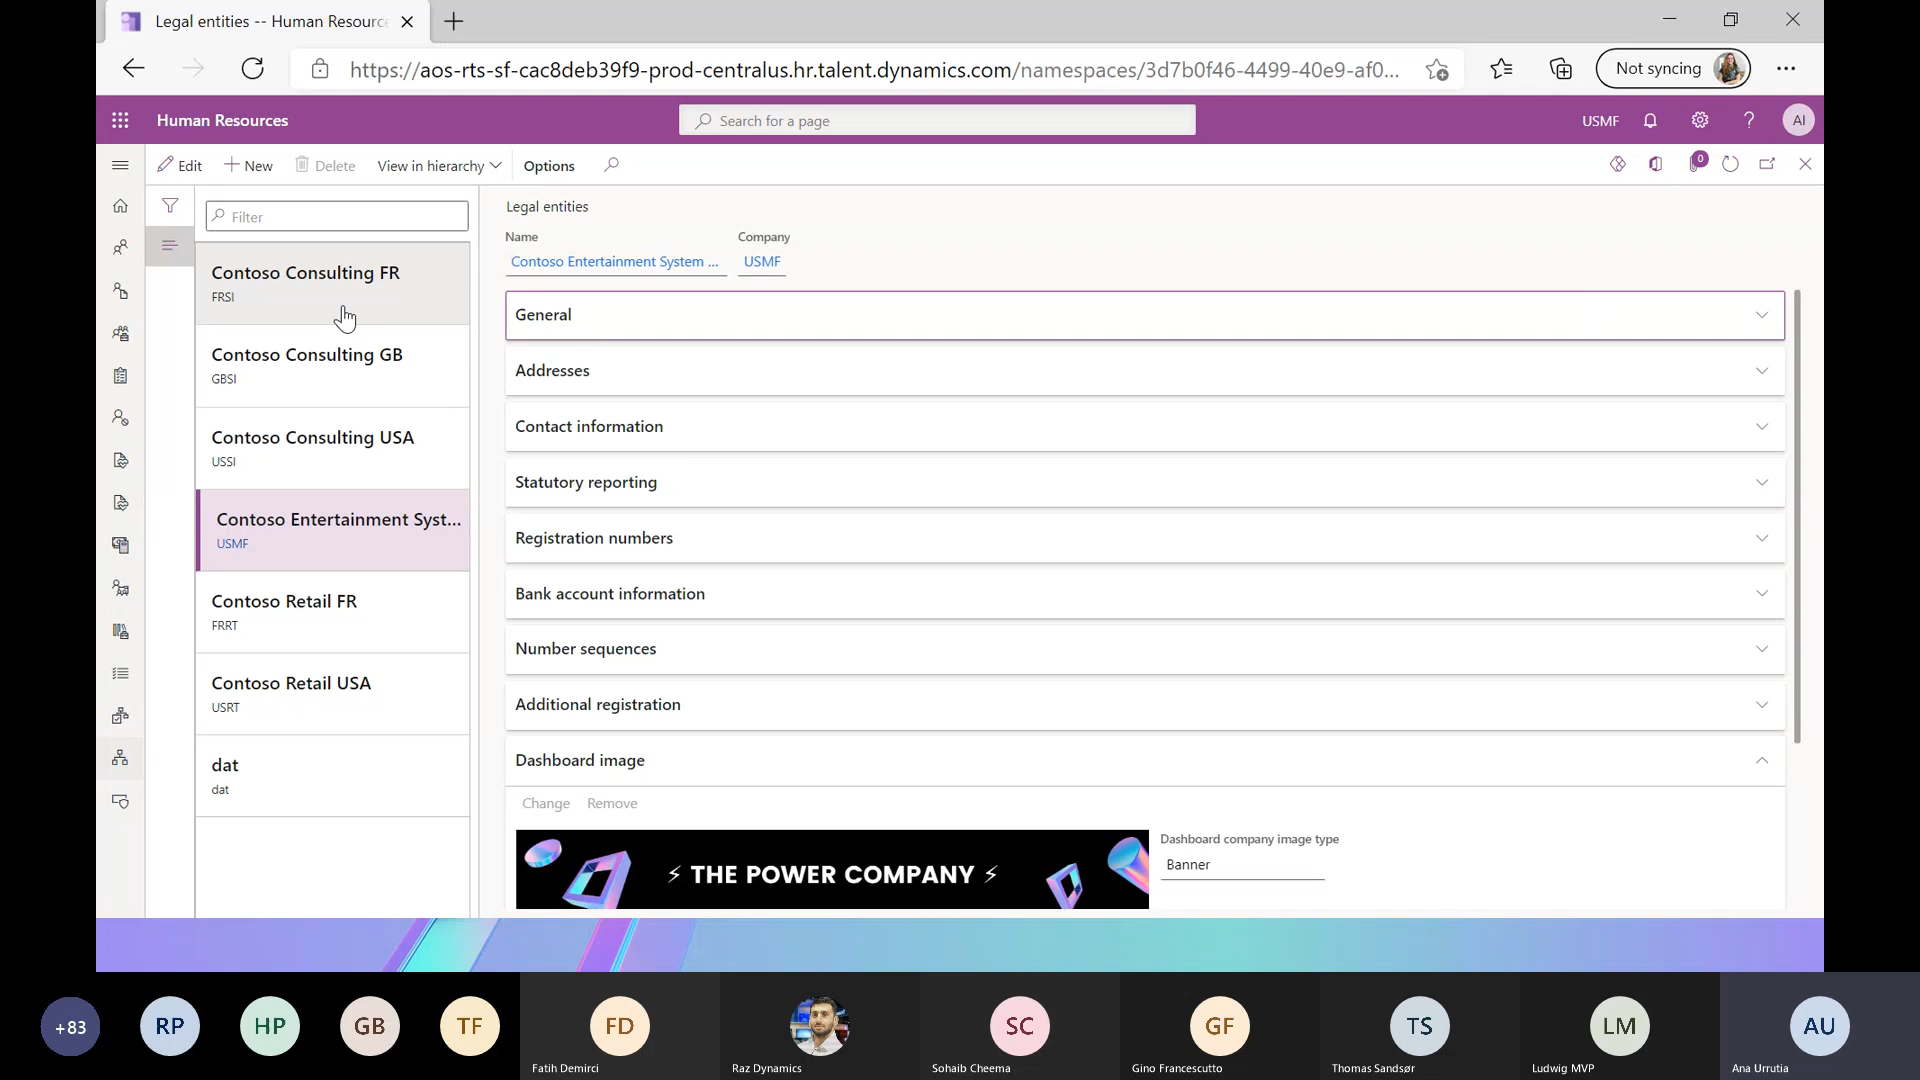 Legal entities -- Human Resource
https://aos-rts-sf-cac8deb39f9-prod-centralus.hr.talent.dynamics.com/namespaces/3d7b0f46-4499-40e9-af0...
Not syncing
Human Resources
Search for a page
USMF
?
AI
Edit
New
Delete
View in hierarchy
Options
0
Filter
Contoso Consulting FR
FRSI
Contoso Consulting GB
GBSI
Contoso Consulting USA
USSI
Contoso Entertainment Syst...
USMF
Contoso Retail FR
FRRT
Contoso Retail USA
USRT
dat
dat
Legal entities
Name
Company
Contoso Entertainment System ...
USMF
General
Addresses
Contact information
Statutory reporting
Registration numbers
Bank account information
Number sequences
Additional registration
Dashboard image
Change
Remove
⚡ THE POWER COMPANY ⚡
Dashboard company image type
Banner
+83
RP
HP
GB
TF
FD
Fatih Demirci
Raz Dynamics
SC
Sohaib Cheema
GF
Gino Francescutto
TS
Thomas Sandsør
LM
Ludwig MVP
AU
Ana Urrutia